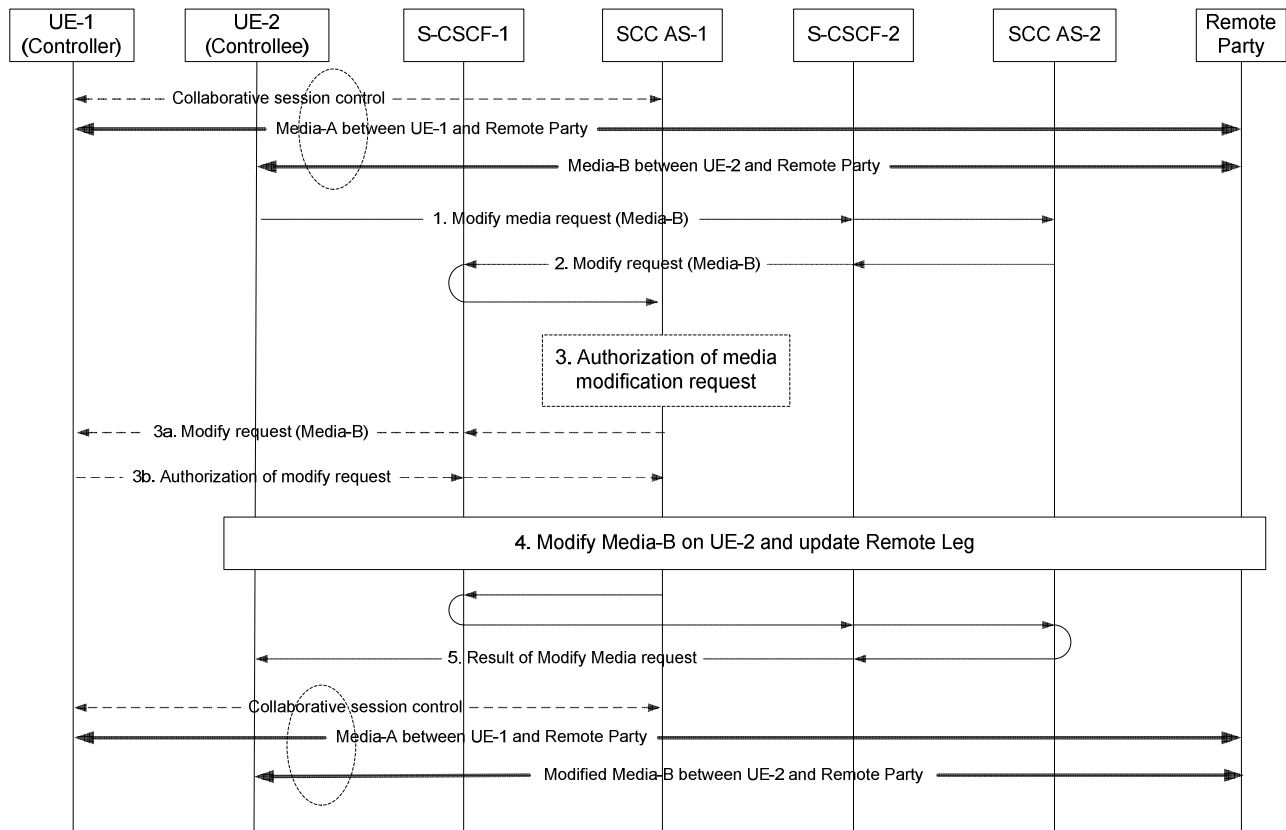 UE-1
(Controller)
UE-2
(Controllee)
S-CSCF-1
SCC AS-1
S-CSCF-2
SCC AS-2
Remote
Party
Collaborative session control
Media-A between UE-1 and Remote Party
Media-B between UE-2 and Remote Party
1. Modify media request (Media-B)
2. Modify request (Media-B)
3. Authorization of media
modification request
3a. Modify request (Media-B)
3b. Authorization of modify request
4. Modify Media-B on UE-2 and update Remote Leg
5. Result of Modify Media request
Collaborative session control
Media-A between UE-1 and Remote Party
Modified Media-B between UE-2 and Remote Party